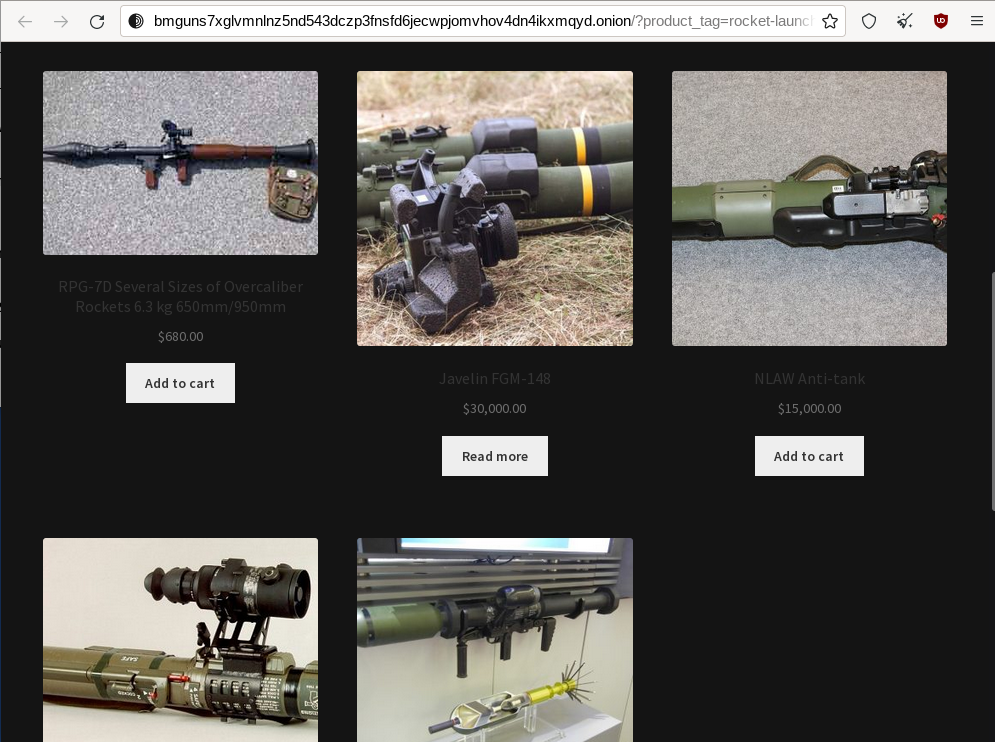 bmguns7xglvmnlnz5nd543dczp3fnsfd6jecwpjomvhov4dn4ikxmqyd.onion/?product_tag=rocket-launc
RPG-7D Several Sizes of Overcaliber
Rockets 6.3 kg 650mm/950mm
$680.00
Add to cart
Javelin FGM-148
$30,000.00
Read more
NLAW Anti-tank
$15,000.00
Add to cart
SAFE